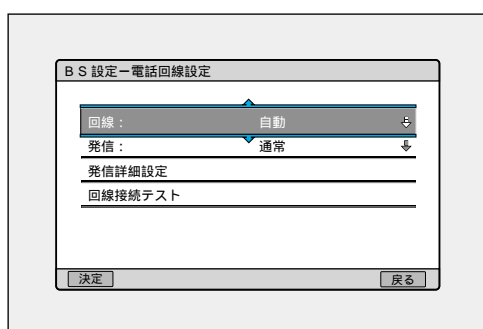 ＢＳ設定ー電話回線設定
回線： 自動
発信： 通常
発信詳細設定
回線接続テスト
決定 戻る